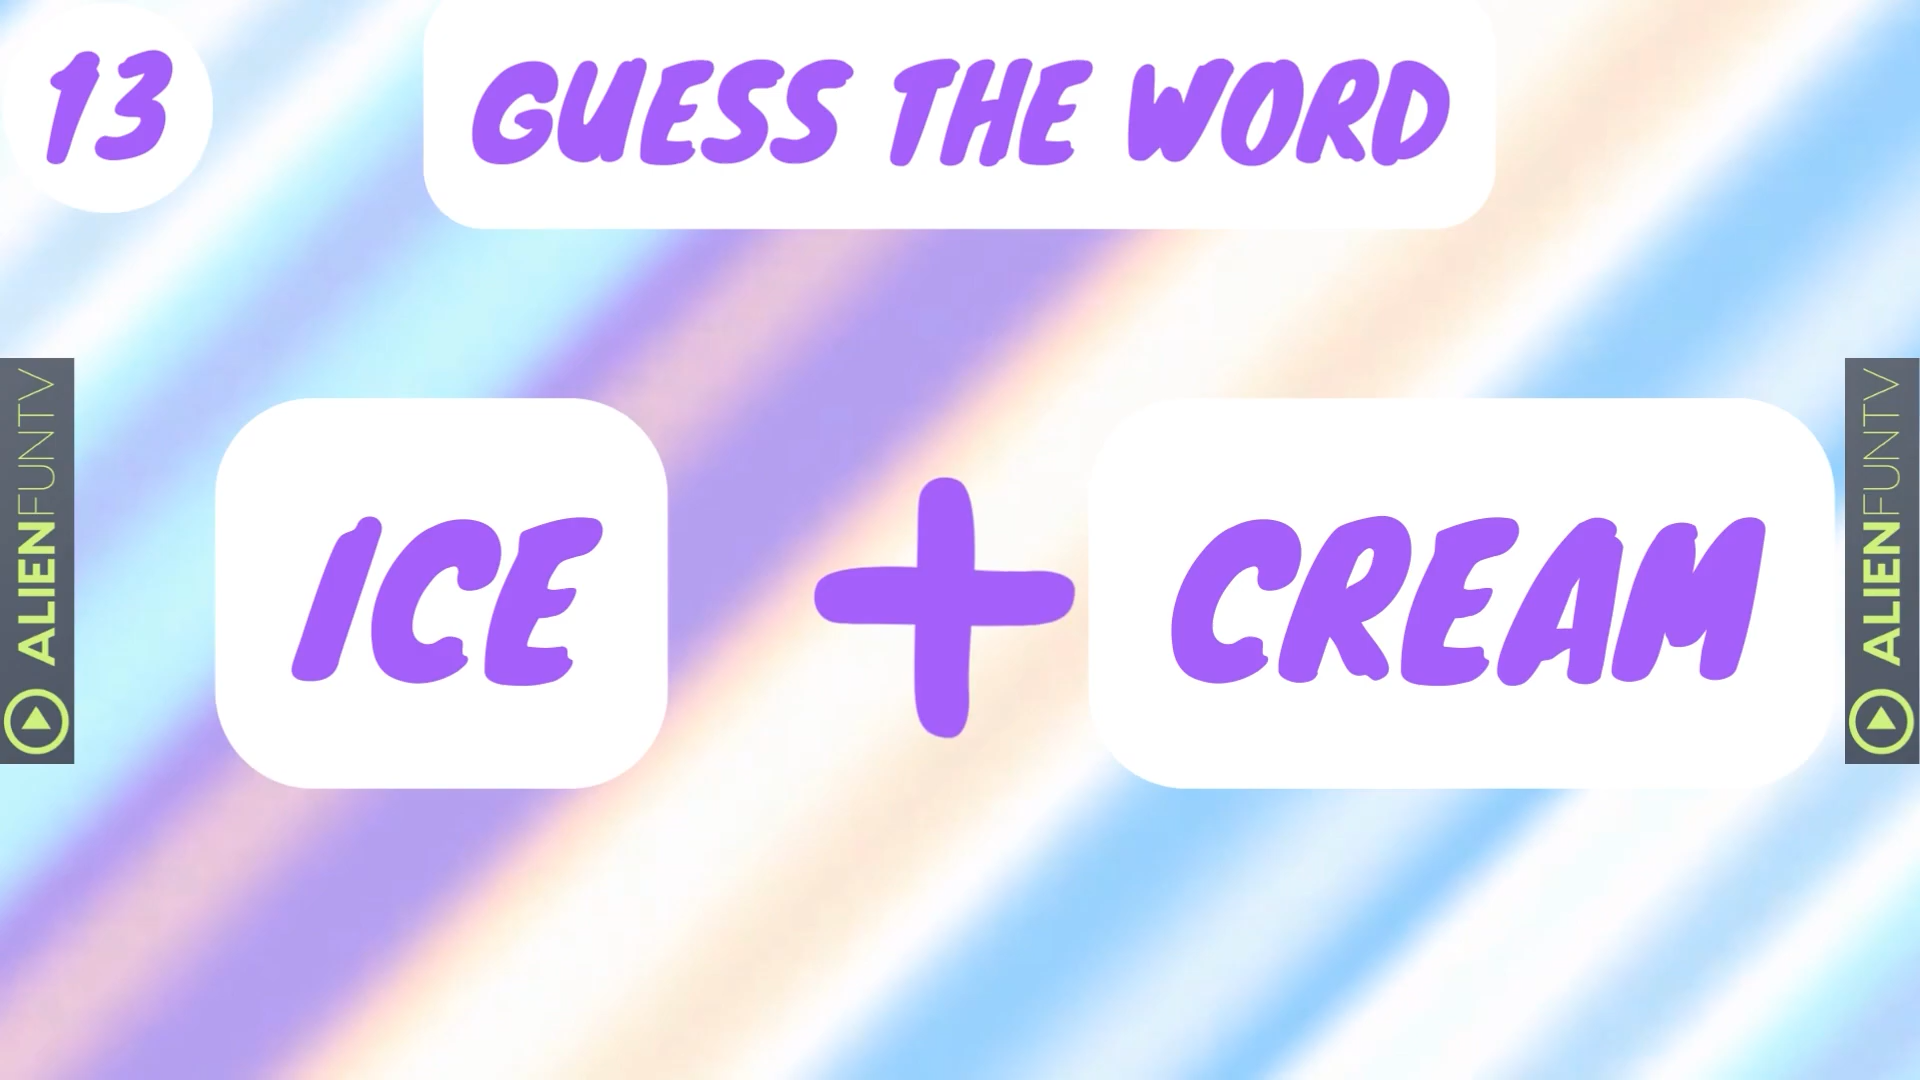 13
GUESS THE WORD
ICE + CREAM
ALIENFUNTV
ALIENFUNTV